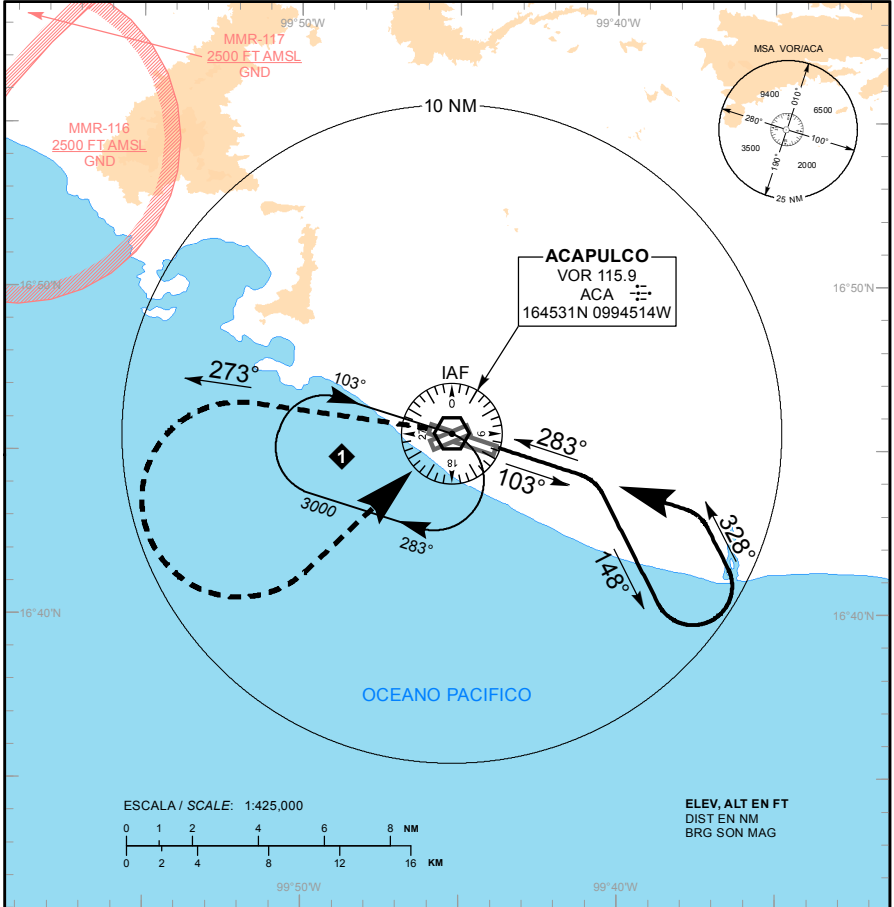 99°50'W
99°40'W
MMR-117
2500 FT AMSL
GND
MSA VOR/ACA
9400
010°
6500
280°
100°
3500
190°
2000
25 NM
10 NM
MMR-116
2500 FT AMSL
GND
ACAPULCO
VOR 115.9
ACA
164531N 0994514W
16°50'N
16°50'N
IAF
273°
103°
0
27
9
18
283°
103°
1
3000
283°
328°
148°
16°40'N
16°40'N
OCEANO PACIFICO
ESCALA / SCALE: 1:425,000
0 1 2 4 6 8 NM
0 2 4 8 12 16 KM
ELEV, ALT EN FT
DIST EN NM
BRG SON MAG
99°50'W
99°40'W